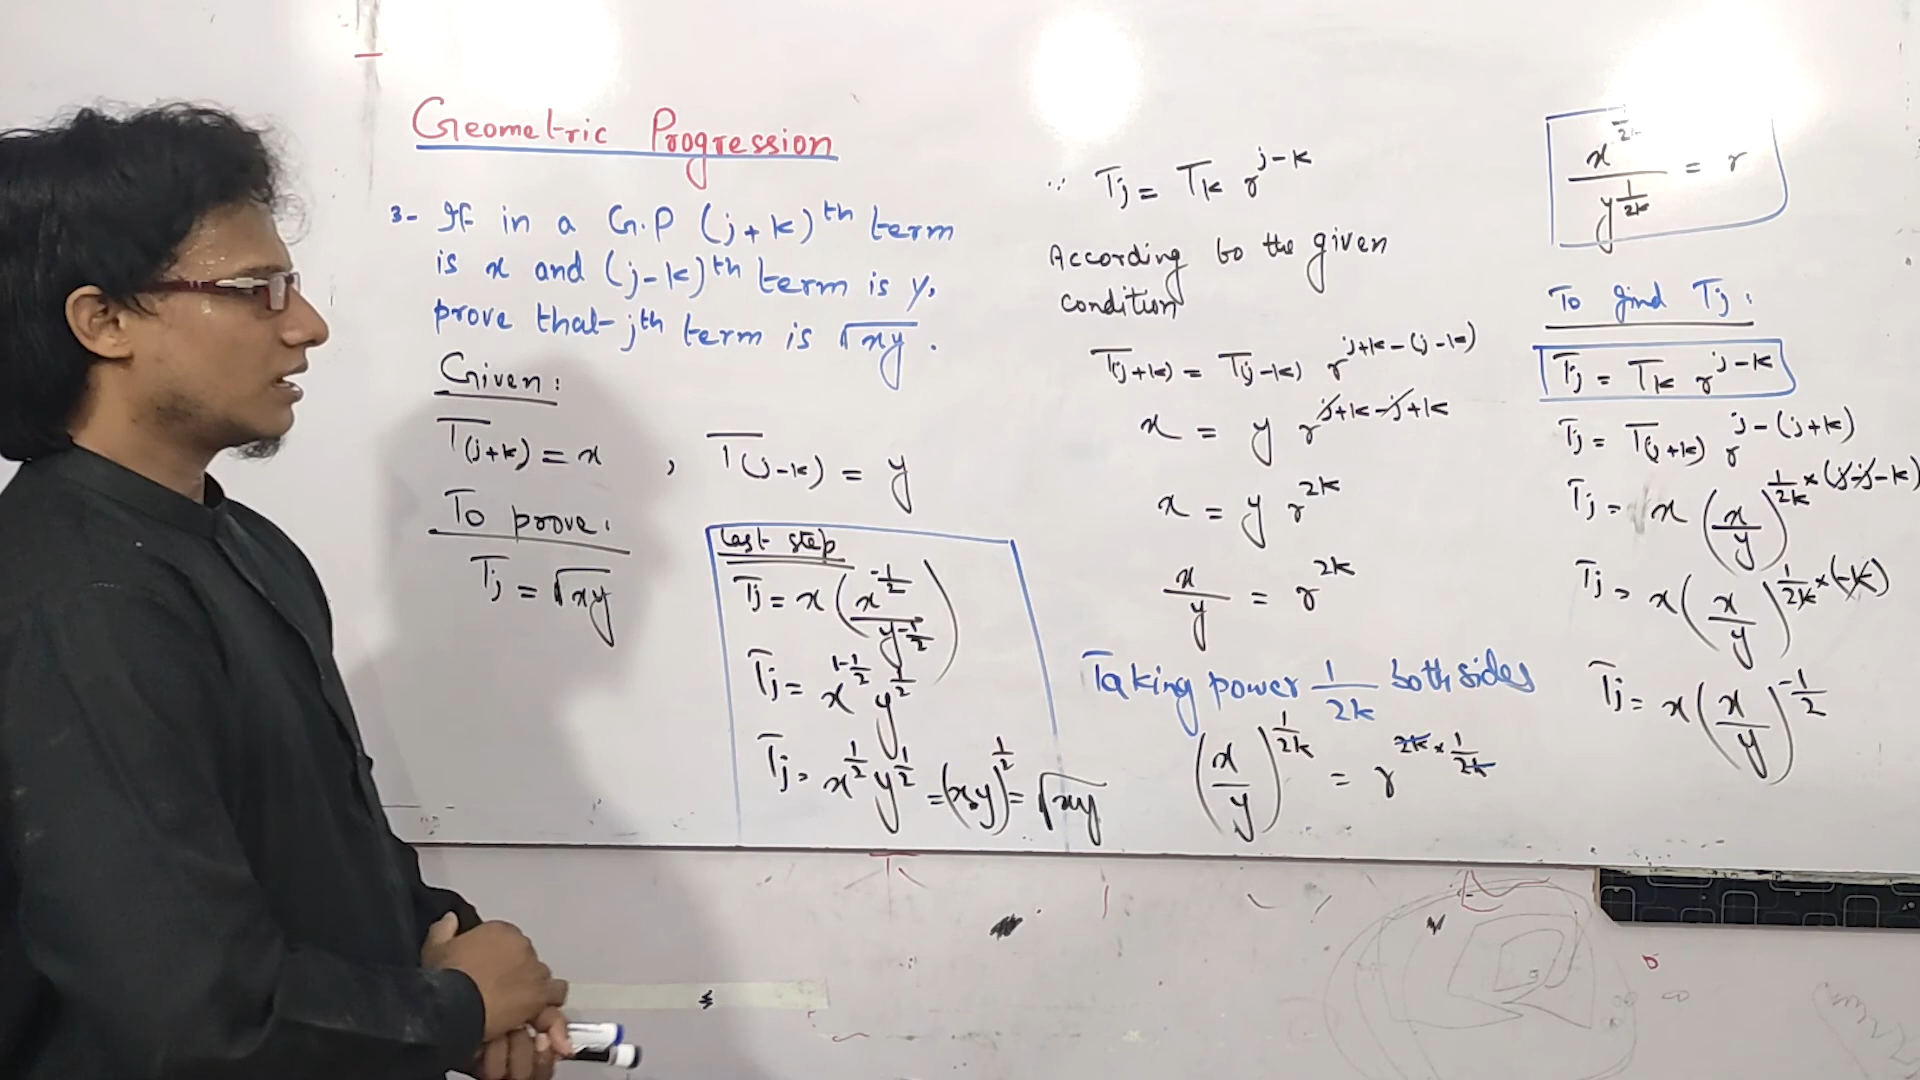 Geometric Progression
3- If in a G.P (j+k)^th term
is x and (j-k)^th term is y,
prove that j^th term is √xy.
Given:
T(j+k) = x , T(j-k) = y
To prove:
Tj = √xy
Last step
Tj = x (x^-1/2 / y^-1/2)
Tj = x^1-1/2 y^1/2
Tj = x^1/2 y^1/2 = (x.y)^1/2 = √xy
∵ Tj = Tk r^j-k
According to the given
condition
T(j+k) = T(j-k) r^j+k-(j-k)
x = y r^j+k-j+k
x = y r^2k
x/y = r^2k
Taking power 1/2k both sides
(x/y)^1/2k = r^2k×1/2k
x / y^1/2k = r
To find Tj:
Tj = Tk r^j-k
Tj = T(j+k) r^j-(j+k)
Tj = x (x/y)^1/2k×(j-j-k)
Tj = x (x/y)^1/2k×(-k)
Tj = x (x/y)^-1/2